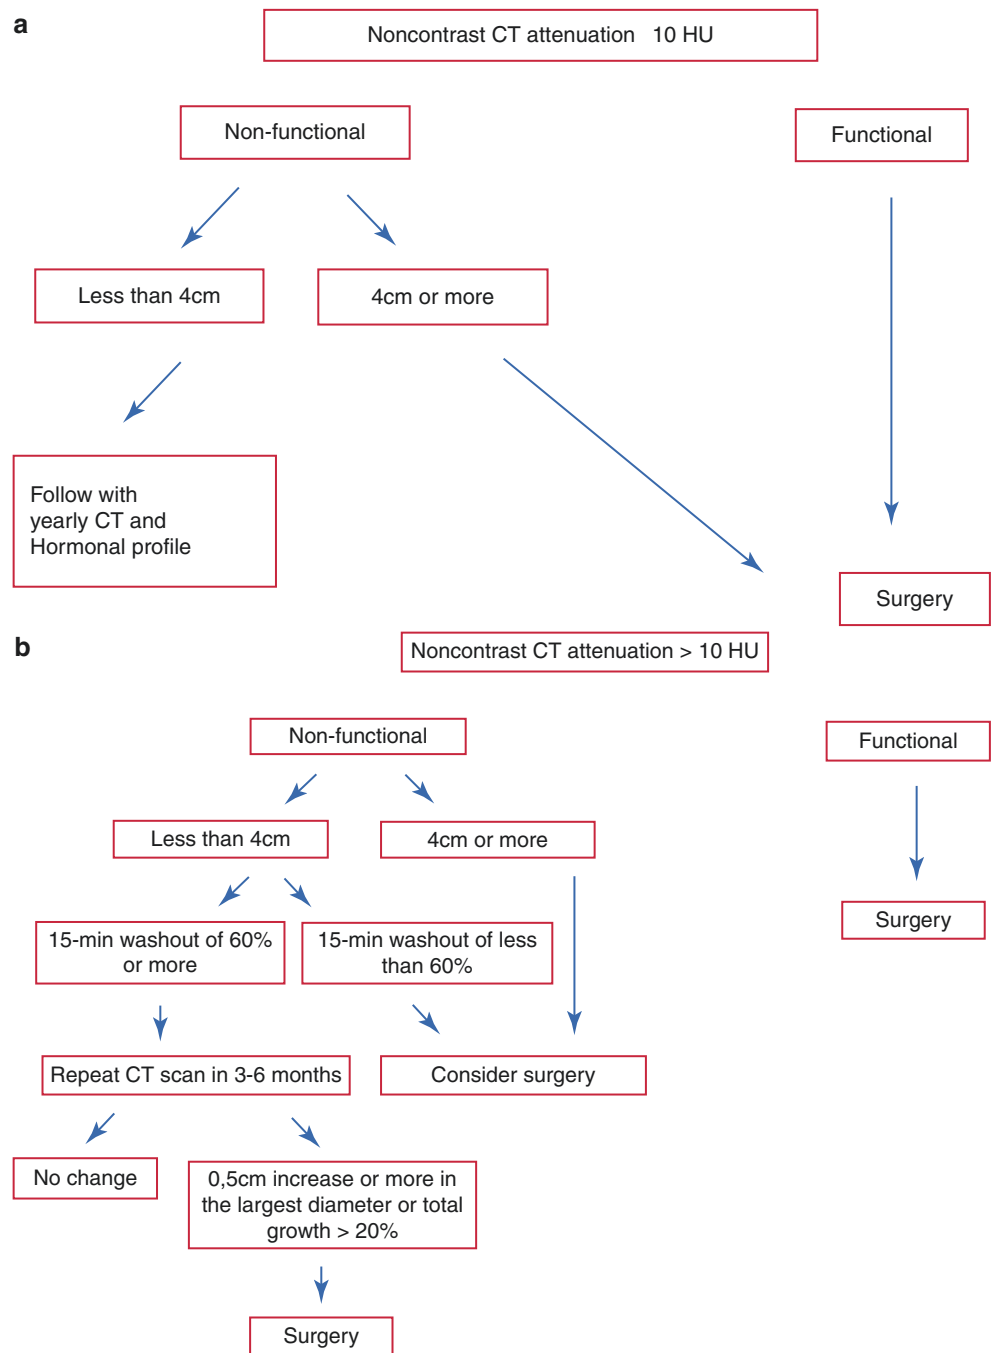 a
Noncontrast CT attenuation 10 HU
Non-functional
Functional
Less than 4cm
4cm or more
Follow with
yearly CT and
Hormonal profile
Surgery
b
Noncontrast CT attenuation > 10 HU
Non-functional
Functional
Less than 4cm
4cm or more
15-min washout of 60%
or more
15-min washout of less
than 60%
Surgery
Repeat CT scan in 3-6 months
Consider surgery
No change
0,5cm increase or more in
the largest diameter or total
growth > 20%
Surgery